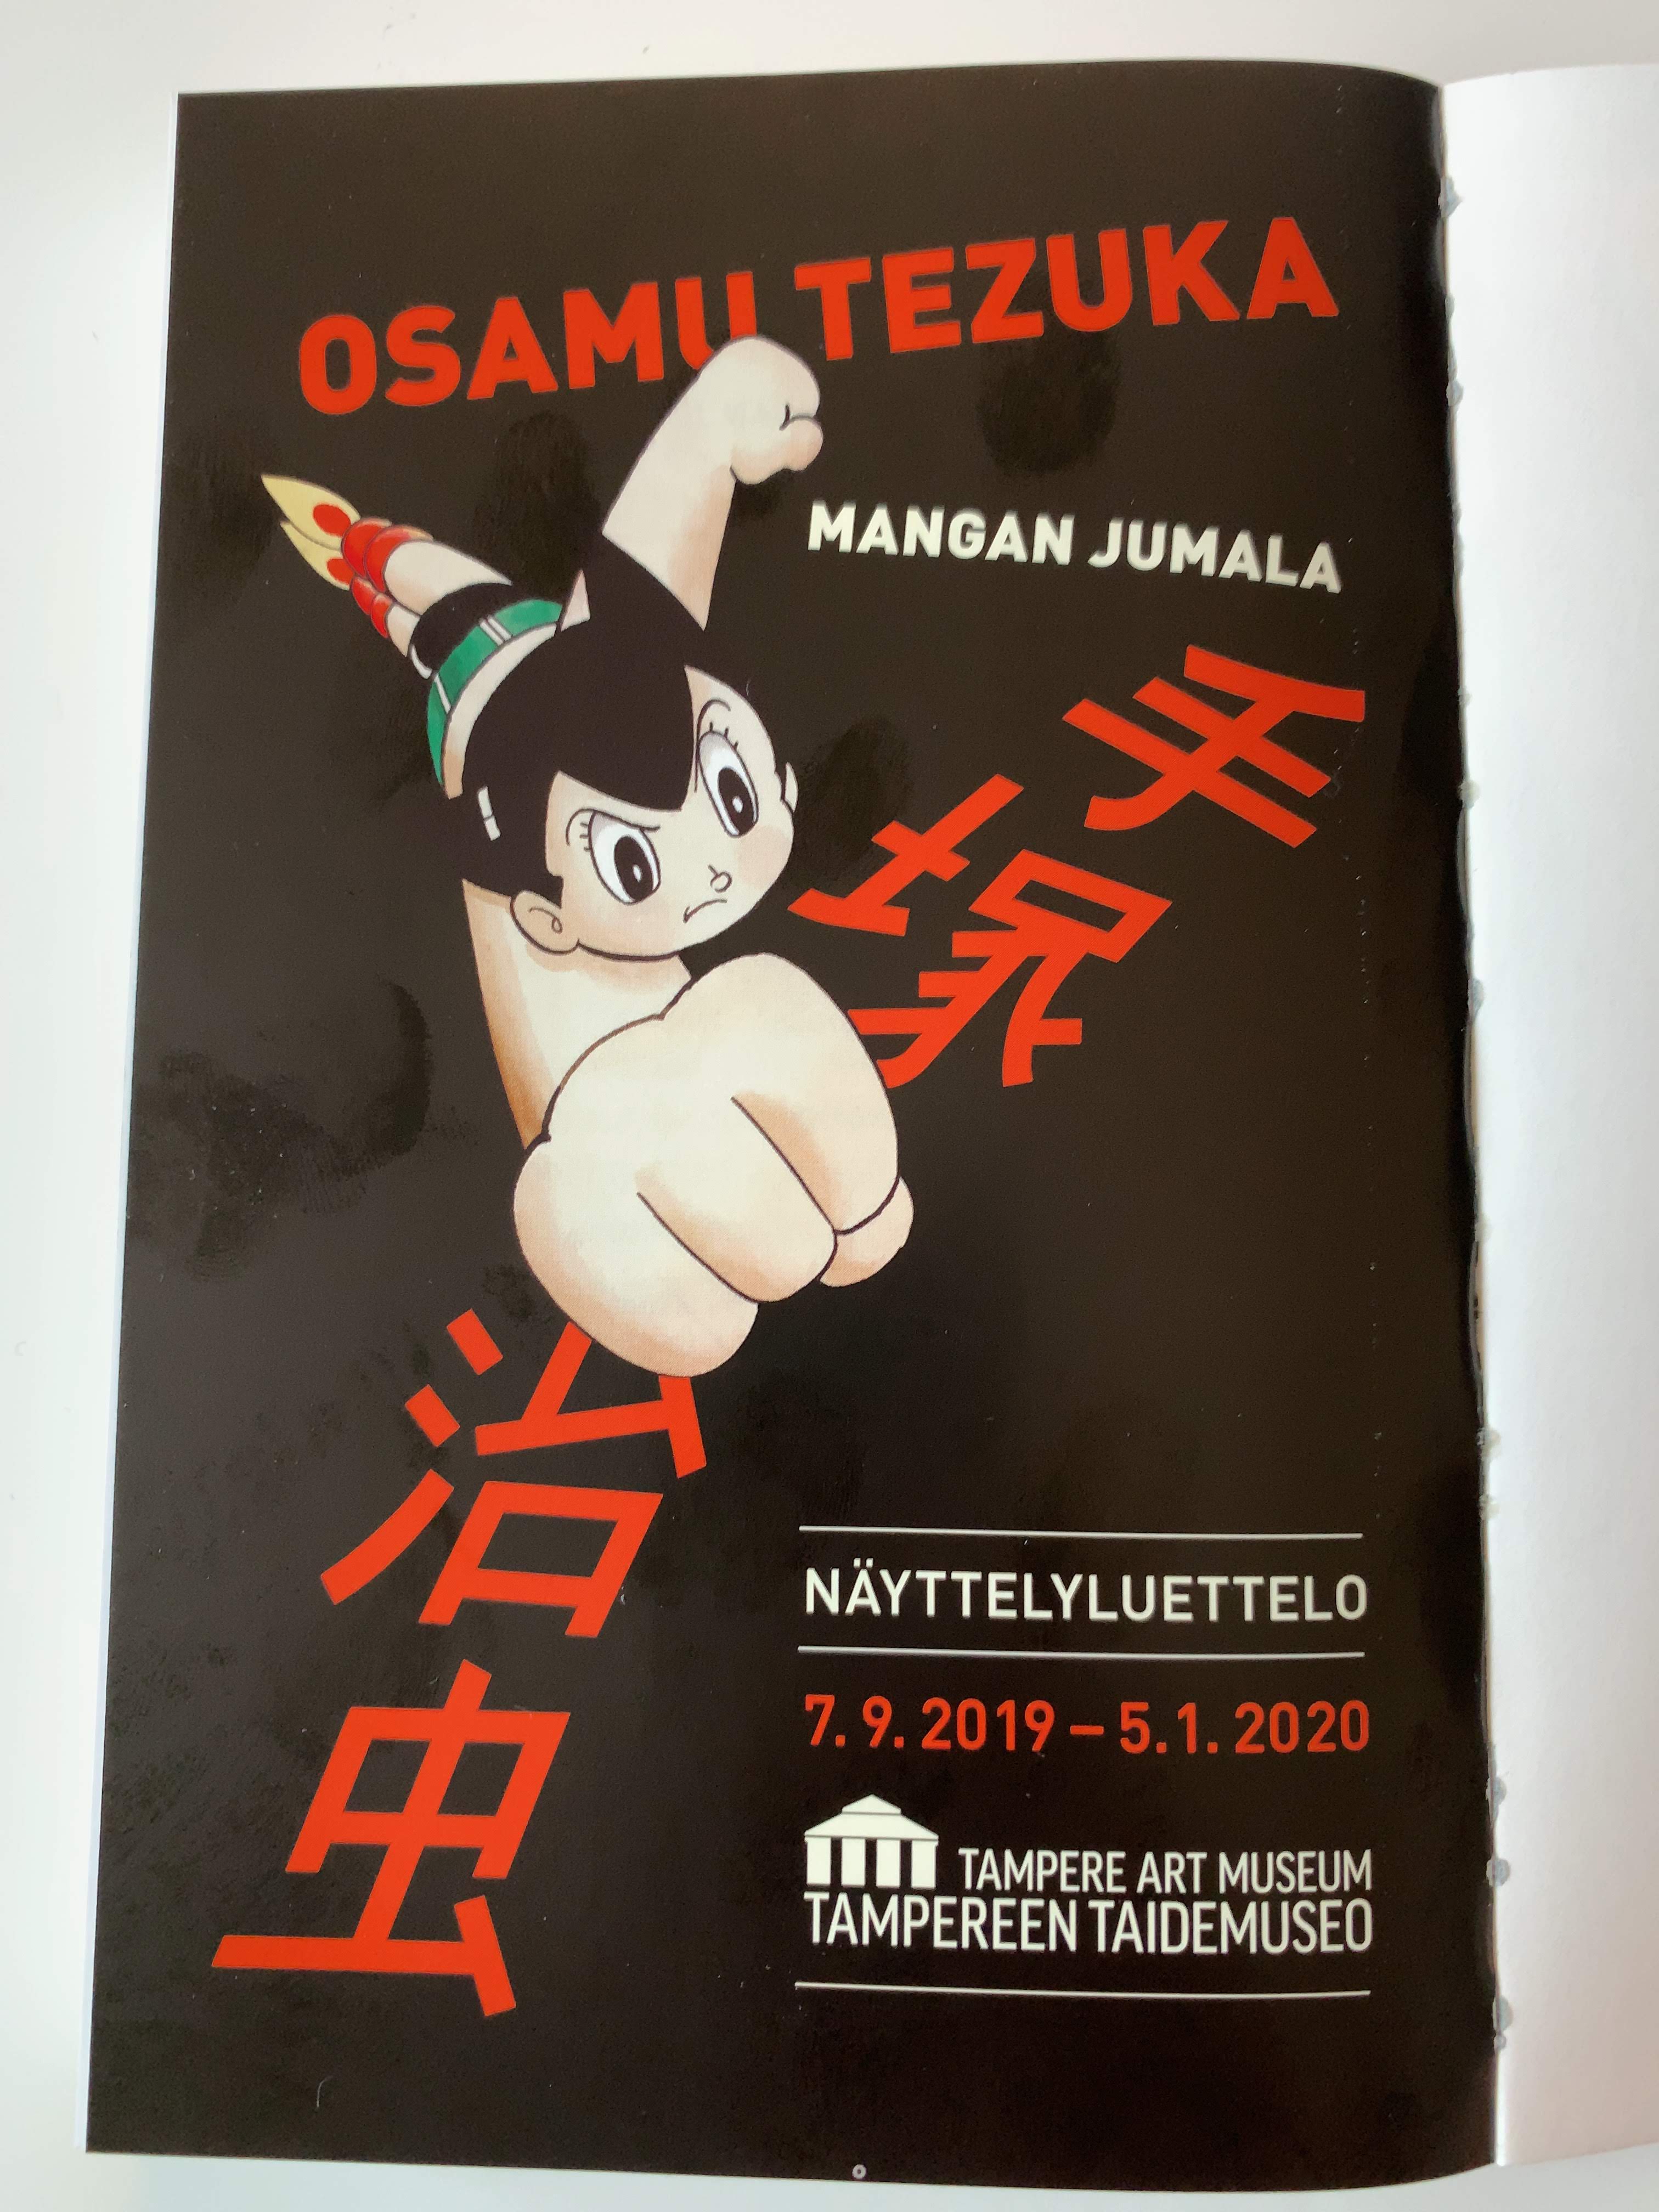 OSAMU TEZUKA
MANGAN JUMALA
手塚
治虫
NÄYTTELYLUETTELO
7. 9. 2019 – 5.1. 2020
TAMPERE ART MUSEUM
TAMPEREEN TAIDEMUSEO